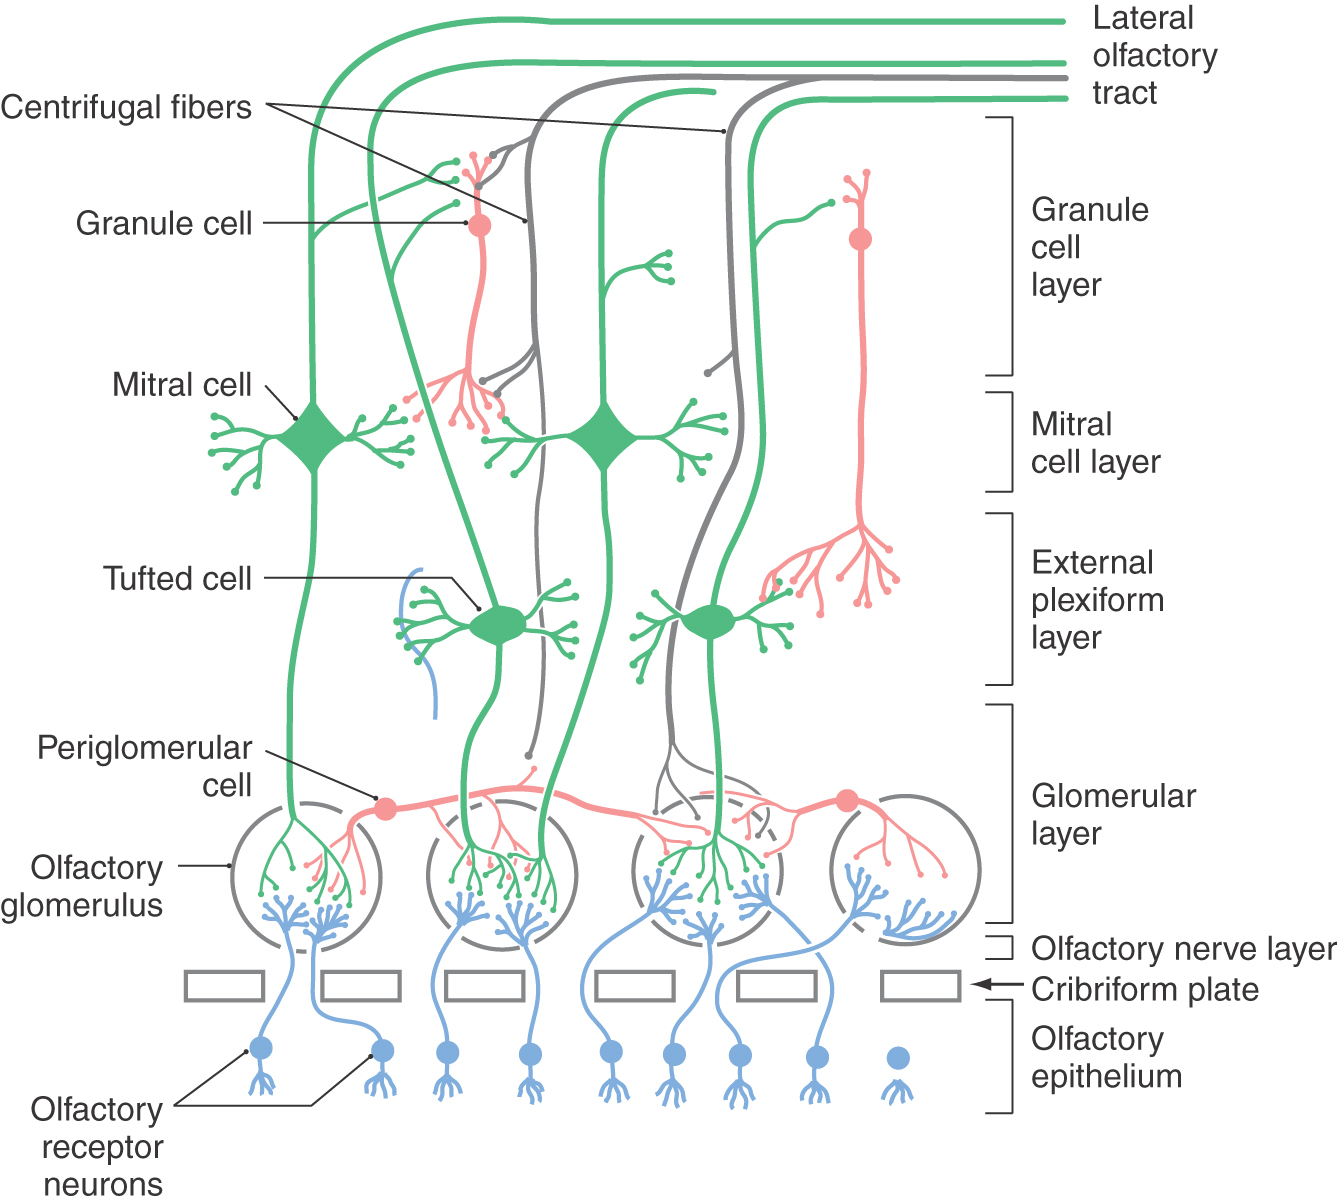 Lateral
olfactory
tract
Centrifugal fibers
Granule cell
Granule
cell
layer
Mitral cell
Mitral
cell layer
Tufted cell
External
plexiform
layer
Periglomerular
cell
Glomerular
layer
Olfactory
glomerulus
Olfactory nerve layer
Cribriform plate
Olfactory
epithelium
Olfactory
receptor
neurons